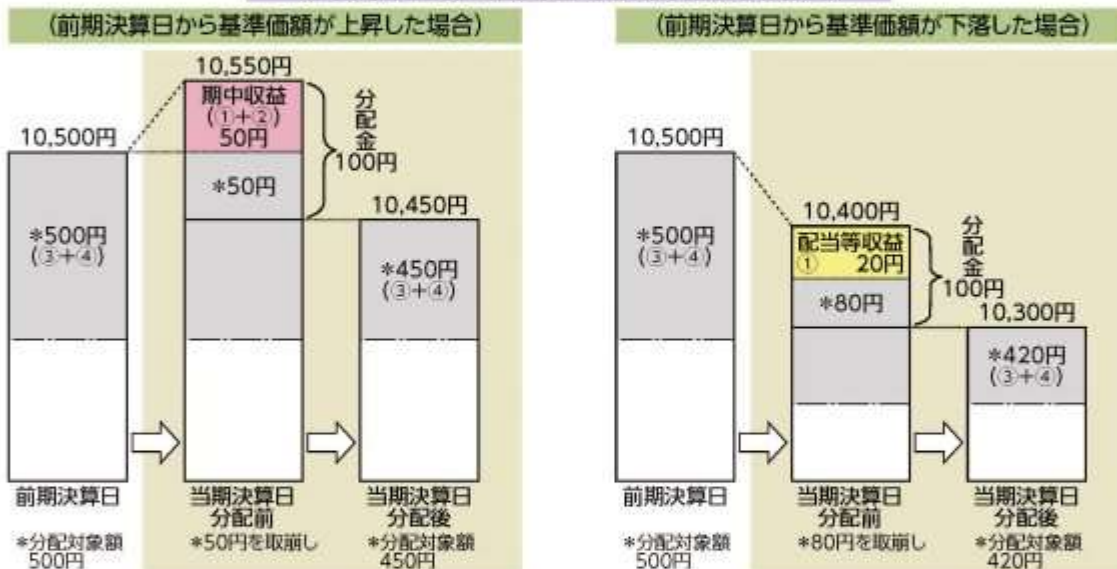 (前期決算日から基準価額が上昇した場合)
10,550円
期中収益
(①+②)
50円
分配金
100円
10,500円
*50円
10,450円
*500円
(③+④)
*450円
(③+④)
前期決算日
当期決算日
分配前
当期決算日
分配後
*分配対象額
500円
*50円を取崩し
*分配対象額
450円
(前期決算日から基準価額が下落した場合)
10,500円
10,400円
配当等収益
① 20円
分配金
100円
*80円
10,300円
*500円
(③+④)
*420円
(③+④)
前期決算日
当期決算日
分配前
当期決算日
分配後
*分配対象額
500円
*80円を取崩し
*分配対象額
420円